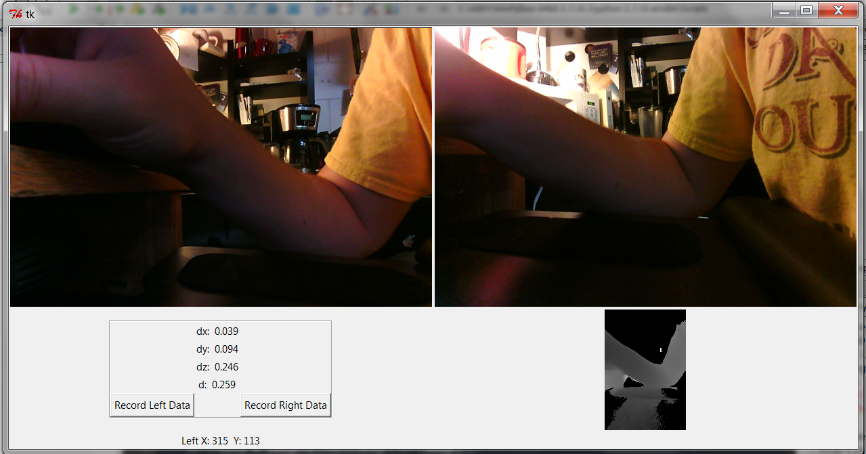 tk
OU
dx: 0.039
dy: 0.094
dz: 0.246
d: 0.259
Record Left Data
Record Right Data
Left X: 315 Y: 113